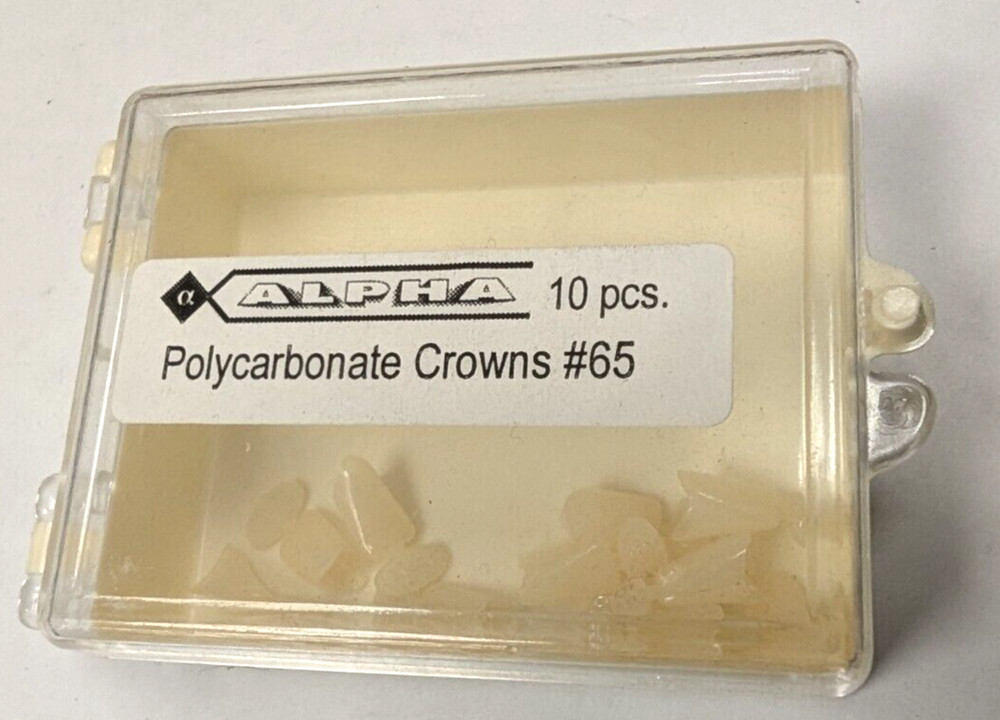 α ALPHA 10 pcs.
Polycarbonate Crowns #65